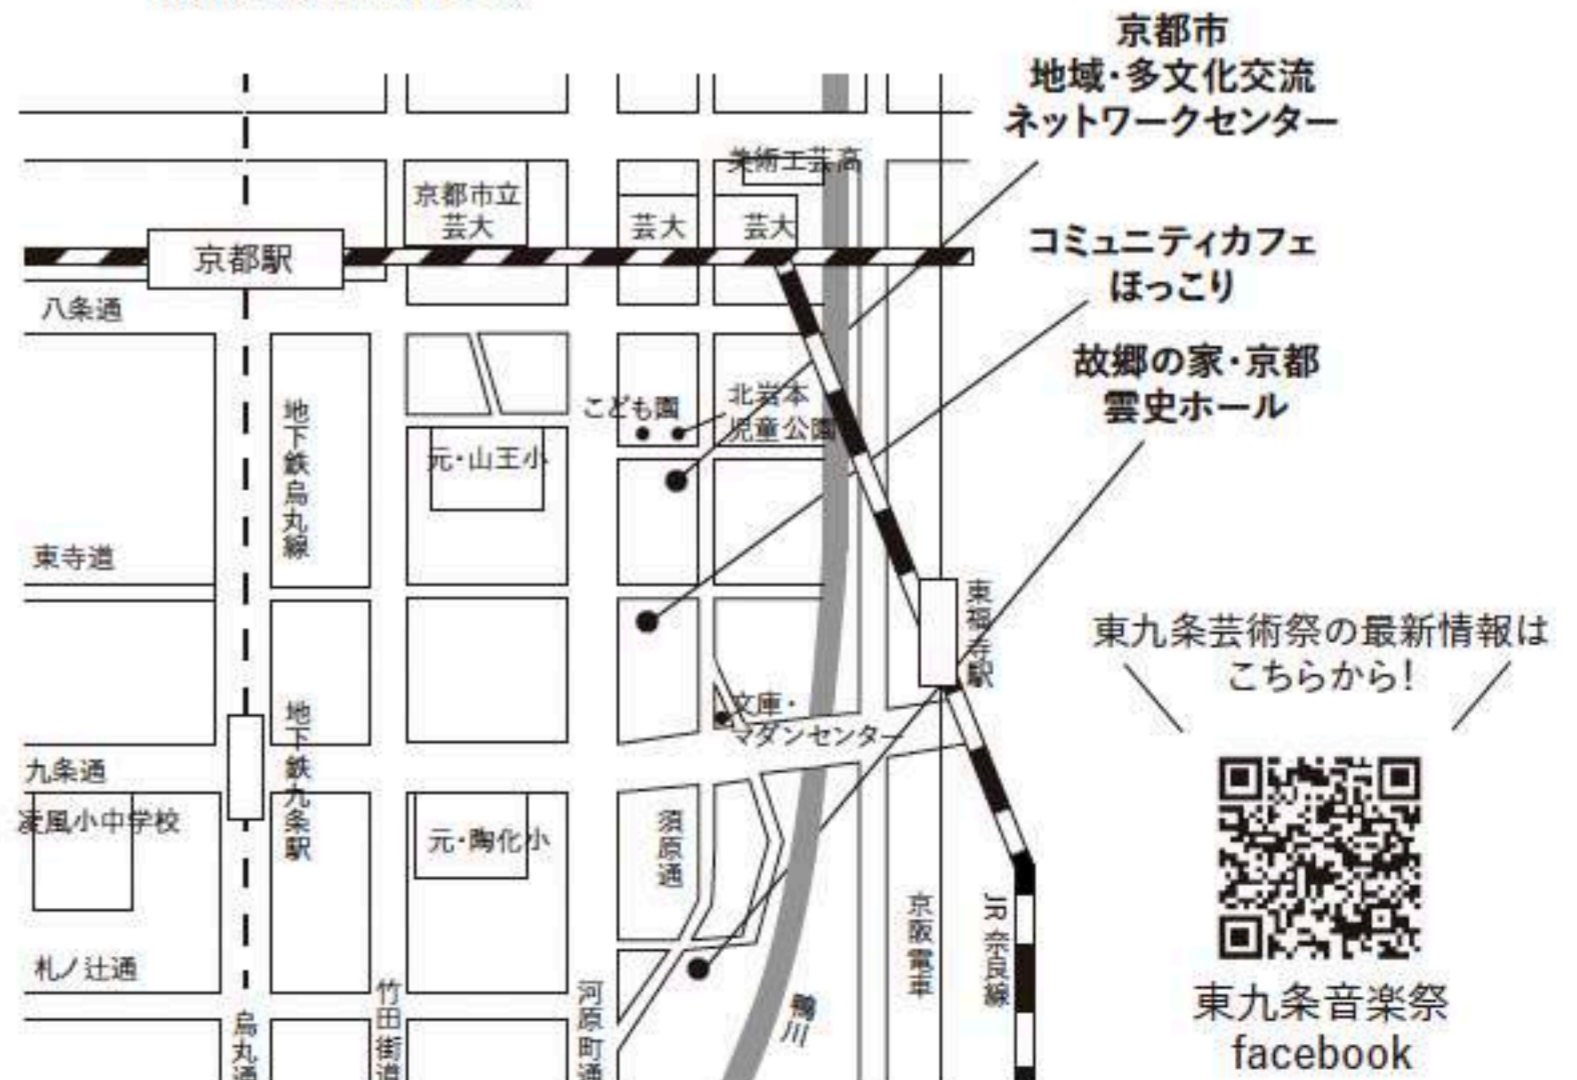 京都市
地域・多文化交流
ネットワークセンター
美術工芸高
京都市立
芸大
芸大
芸大
京都駅
コミュニティカフェ
ほっこり
八条通
故郷の家・京都
雲史ホール
地下鉄烏丸線
こども園
北岩本
児童公園
元・山王小
東寺道
東福寺駅
東九条芸術祭の最新情報は
こちらから!
文庫・
マダンセンター
地下鉄九条駅
九条通
凌風小中学校
元・陶化小
須原通
京阪電車
JR奈良線
札ノ辻通
竹田街道
河原町通
鴨川
烏丸通
東九条音楽祭
facebook